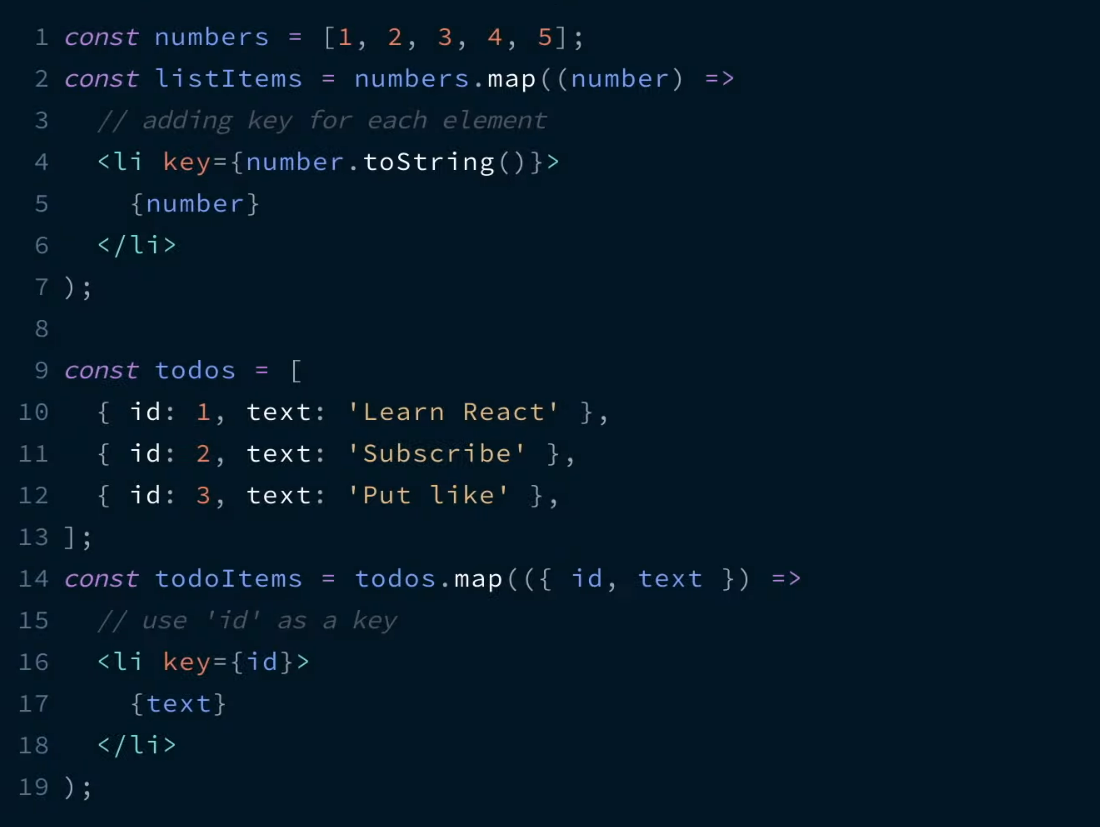 1 const numbers = [1, 2, 3, 4, 5];
2 const listItems = numbers.map((number) =>
3   // adding key for each element
4   <li key={number.toString()}>
5     {number}
6   </li>
7 );
8
9 const todos = [
10   { id: 1, text: 'Learn React' },
11   { id: 2, text: 'Subscribe' },
12   { id: 3, text: 'Put like' },
13 ];
14 const todoItems = todos.map(({ id, text }) =>
15   // use 'id' as a key
16   <li key={id}>
17     {text}
18   </li>
19 );